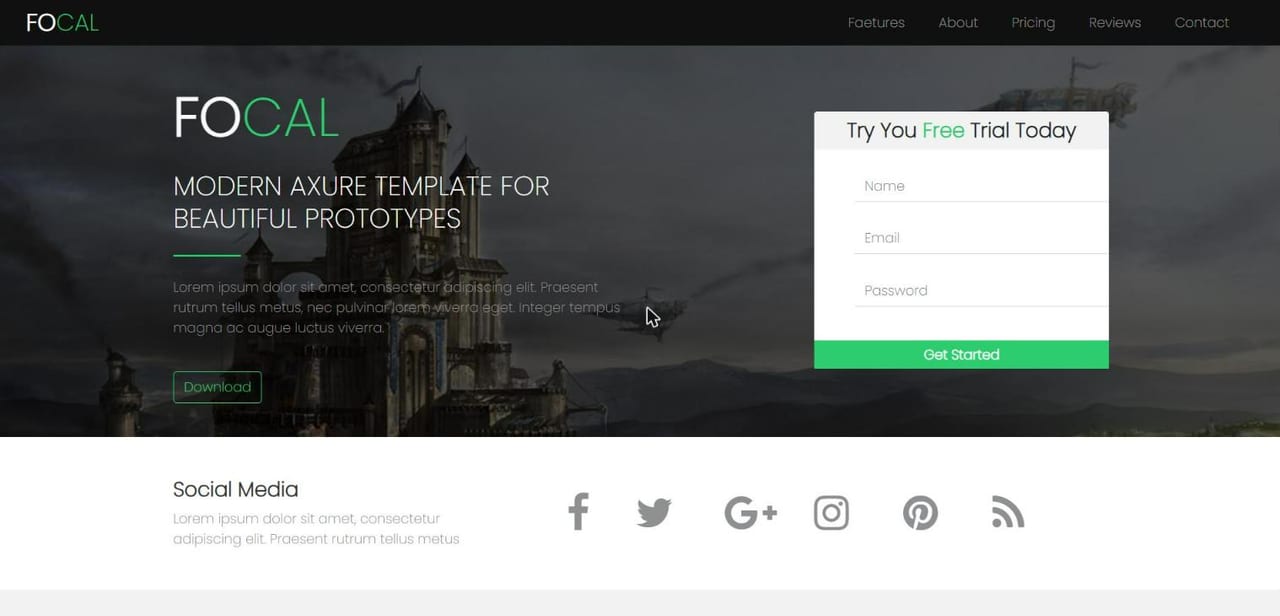 FOCAL
Faetures
About
Pricing
Reviews
Contact
FOCAL
MODERN AXURE TEMPLATE FOR
BEAUTIFUL PROTOTYPES
Lorem ipsum dolor sit amet, consectetur adipiscing elit. Praesent
rutrum tellus metus, nec pulvinar lorem viverra eget. Integer tempus
magna ac augue luctus viverra.
Download
Try You Free Trial Today
Name
Email
Password
Get Started
Social Media
Lorem ipsum dolor sit amet, consectetur
adipiscing elit. Praesent rutrum tellus metus